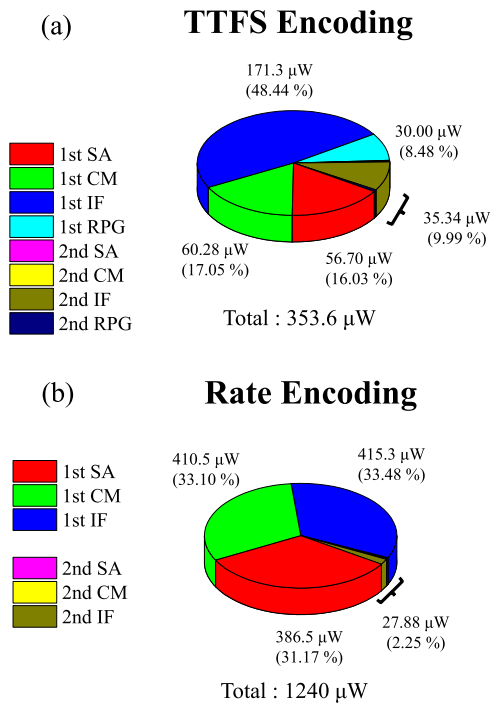 (a) TTFS Encoding
171.3 µW
(48.44 %)
30.00 µW
(8.48 %)
1st SA
1st CM
1st IF
1st RPG
2nd SA
2nd CM
2nd IF
2nd RPG
35.34 µW
(9.99 %)
60.28 µW
(17.05 %)
56.70 µW
(16.03 %)
Total : 353.6 µW
(b) Rate Encoding
410.5 µW
(33.10 %)
415.3 µW
(33.48 %)
1st SA
1st CM
1st IF
2nd SA
2nd CM
2nd IF
27.88 µW
(2.25 %)
386.5 µW
(31.17 %)
Total : 1240 µW